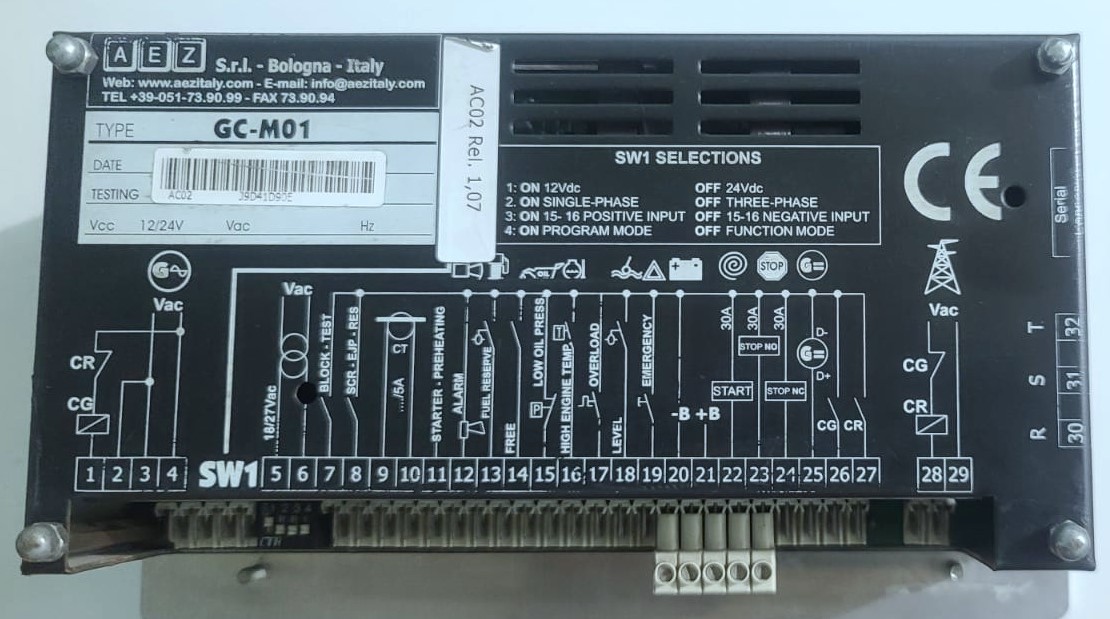 AEZ S.r.l. - Bologna - Italy
Web: www.aezitaly.com - E-mail: info@aezitaly.com
TEL +39-051-73.90.99 - FAX 73.90.94
TYPE GC-M01
DATE
TESTING
AC02 J9D41D90E
Vcc 12/24V Vac Hz
AC02 Rel. 1,07
SW1 SELECTIONS
1: ON 12Vdc OFF 24Vdc
2. ON SINGLE-PHASE OFF THREE-PHASE
3: ON 15- 16 POSITIVE INPUT OFF 15-16 NEGATIVE INPUT
4: ON PROGRAM MODE OFF FUNCTION MODE
CE
Serial
G
Vac
CR
CG
Vac
18/27Vac
BLOCK - TEST
SCR - EJP - RES
CT
..../5A
STARTER - PREHEATING
ALARM
FUEL RESERVE
FREE
OIL
LOW OIL PRESS.
P
HIGH ENGINE TEMP.
T
OVERLOAD
LEVEL
EMERGENCY
-B +B
STOP
G
30A
30A
30A
START
STOP NO
STOP NC
D-
G
D+
CG CR
Vac
CG
CR
R S T
30 31 32
1 2 3 4 SW1 5 6 7 8 9 10 11 12 13 14 15 16 17 18 19 20 21 22 23 24 25 26 27 28 29